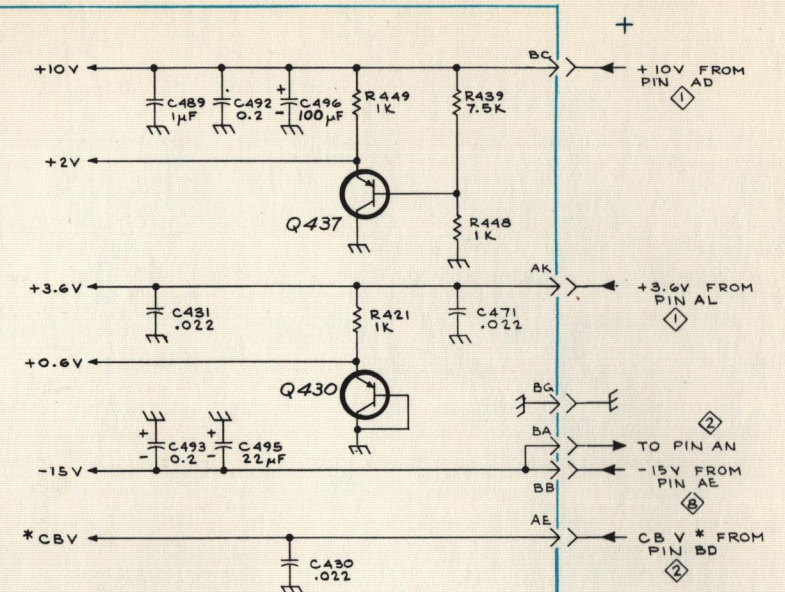 +
+10V
C489
1µF
C492
0.2
+
-
C496
100µF
R449
1K
R439
7.5K
BC
+10V FROM
PIN AD
1
+2V
Q437
R448
1K
+3.6V
C431
.022
R421
1K
C471
.022
AK
+3.6V FROM
PIN AL
1
+0.6V
Q430
BG
+
-
C493
0.2
+
-
C495
22µF
BA
2
TO PIN AN
-15V
BB
-15V FROM
PIN AE
8
*CBV
C430
.022
AE
CB V * FROM
PIN BD
2